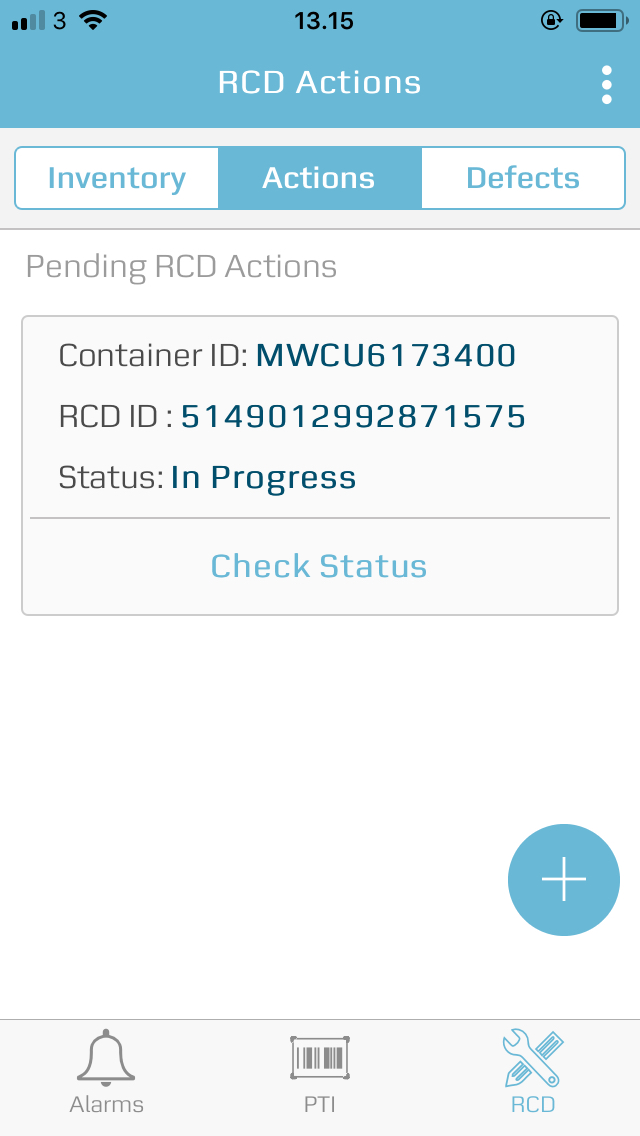 3 13.15
RCD Actions
Inventory Actions Defects
Pending RCD Actions
Container ID: MWCU6173400
RCD ID : 5149012992871575
Status: In Progress
Check Status
Alarms PTI RCD